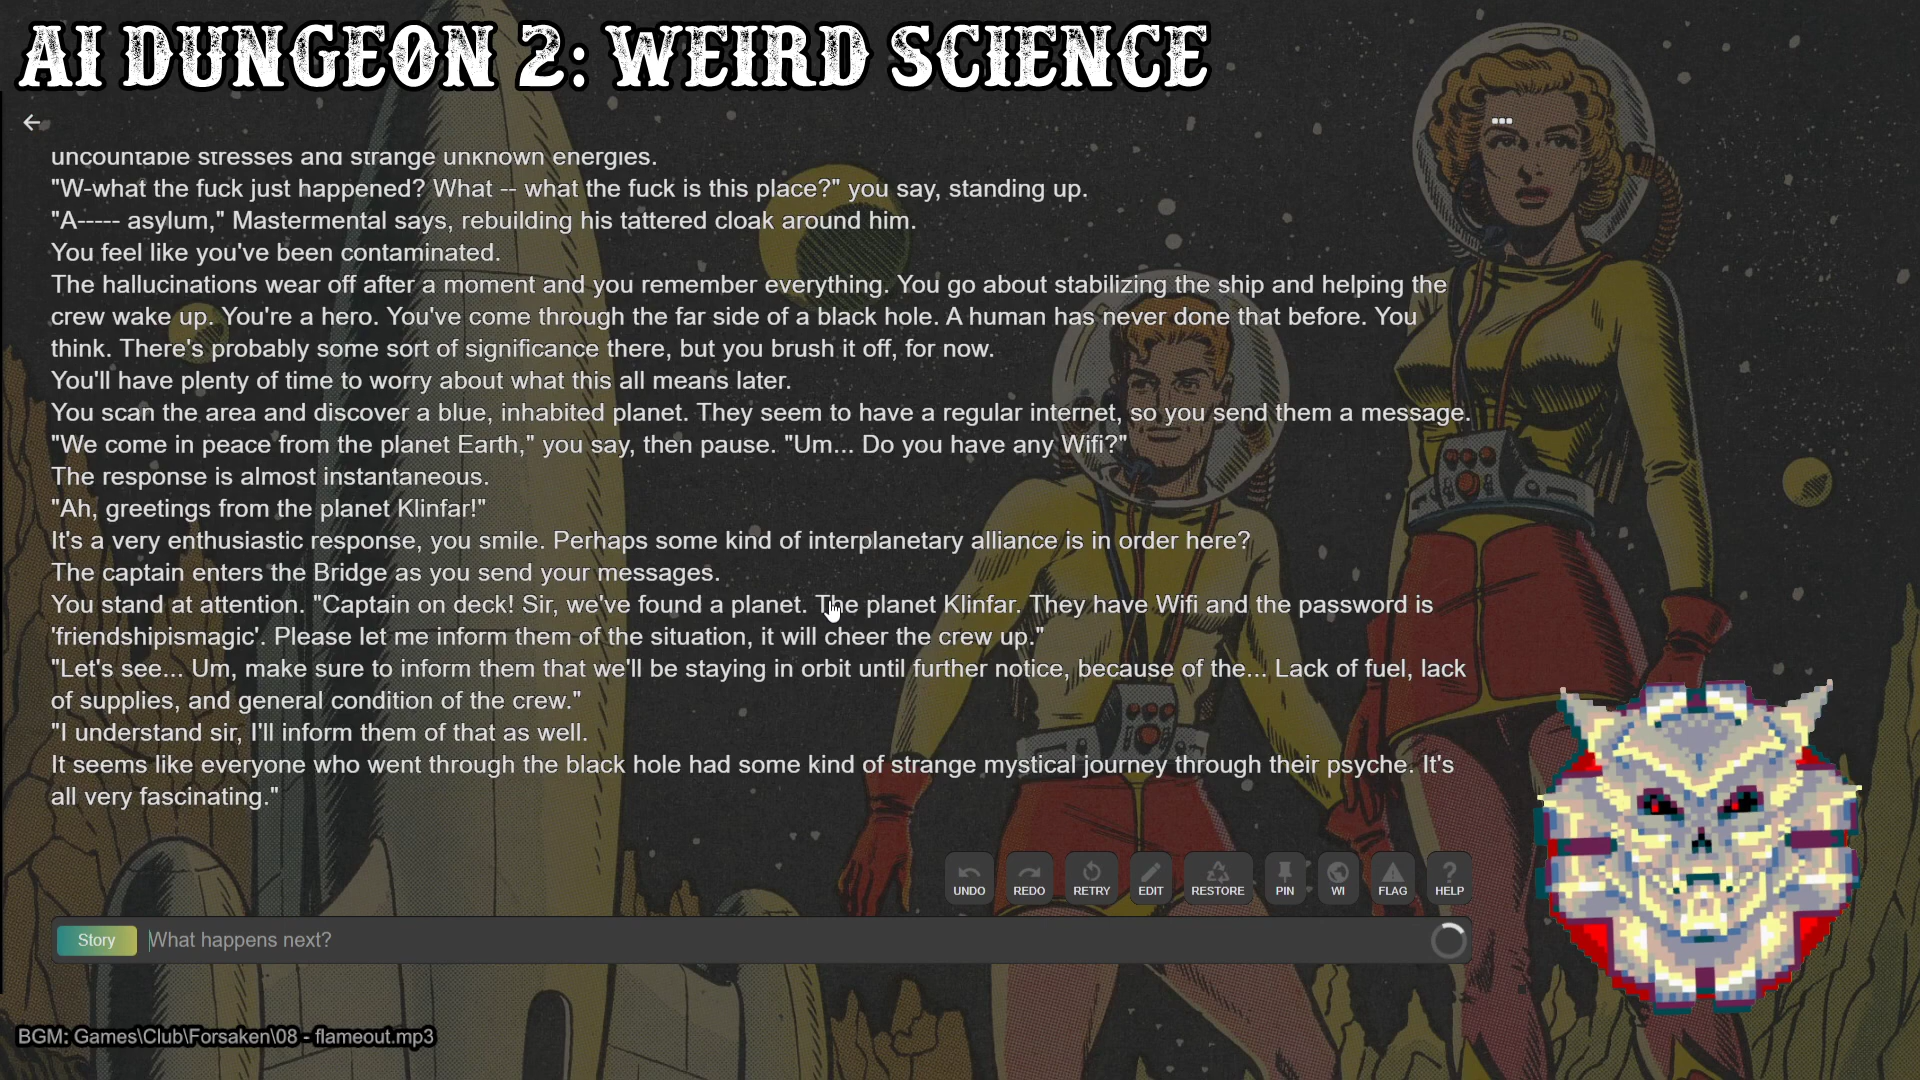 AI DUNGEON 2: WEIRD SCIENCE
uncountable stresses and strange unknown energies.
"W-what the fuck just happened? What -- what the fuck is this place?" you say, standing up.
"A----- asylum," Mastermental says, rebuilding his tattered cloak around him.
You feel like you've been contaminated.
The hallucinations wear off after a moment and you remember everything. You go about stabilizing the ship and helping the
crew wake up. You're a hero. You've come through the far side of a black hole. A human has never done that before. You
think. There's probably some sort of significance there, but you brush it off, for now.
You'll have plenty of time to worry about what this all means later.
You scan the area and discover a blue, inhabited planet. They seem to have a regular internet, so you send them a message.
"We come in peace from the planet Earth," you say, then pause. "Um... Do you have any Wifi?"
The response is almost instantaneous.
"Ah, greetings from the planet Klinfar!"
It's a very enthusiastic response, you smile. Perhaps some kind of interplanetary alliance is in order here?
The captain enters the Bridge as you send your messages.
You stand at attention. "Captain on deck! Sir, we've found a planet. The planet Klinfar. They have Wifi and the password is
'friendshipismagic'. Please let me inform them of the situation, it will cheer the crew up."
"Let's see... Um, make sure to inform them that we'll be staying in orbit until further notice, because of the... Lack of fuel, lack
of supplies, and general condition of the crew."
"I understand sir, I'll inform them of that as well.
It seems like everyone who went through the black hole had some kind of strange mystical journey through their psyche. It's
all very fascinating."
UNDO REDO RETRY EDIT RESTORE PIN WI FLAG HELP
Story What happens next?
BGM: Games\Club\Forsaken\08 - flameout.mp3